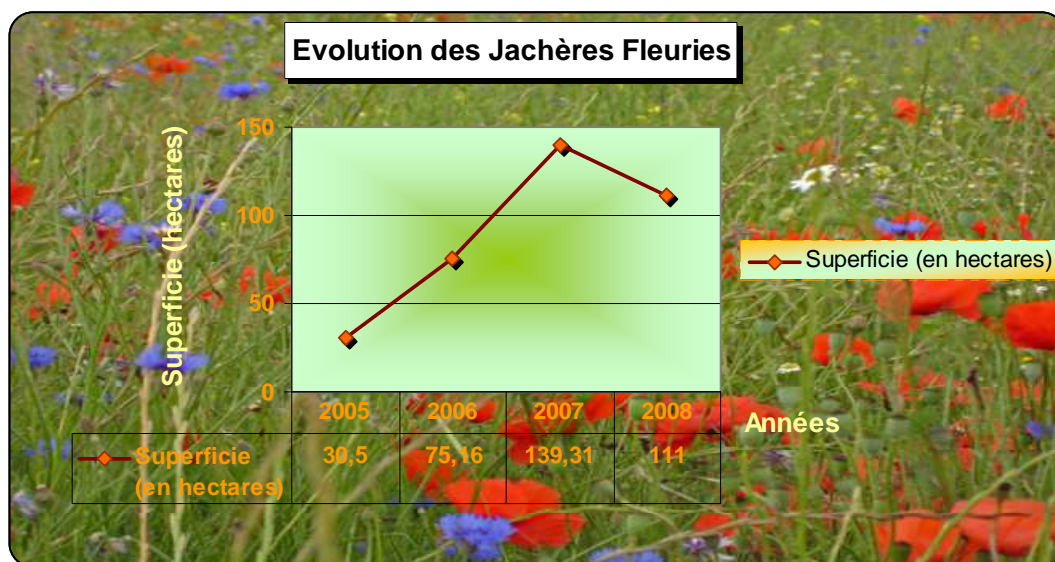 Evolution des Jachères Fleuries
Superficie (hectares)
150
100
50
0
2005 2006 2007 2008
Années
Superficie
(en hectares)
30,5 75,16 139,31 111
Superficie (en hectares)